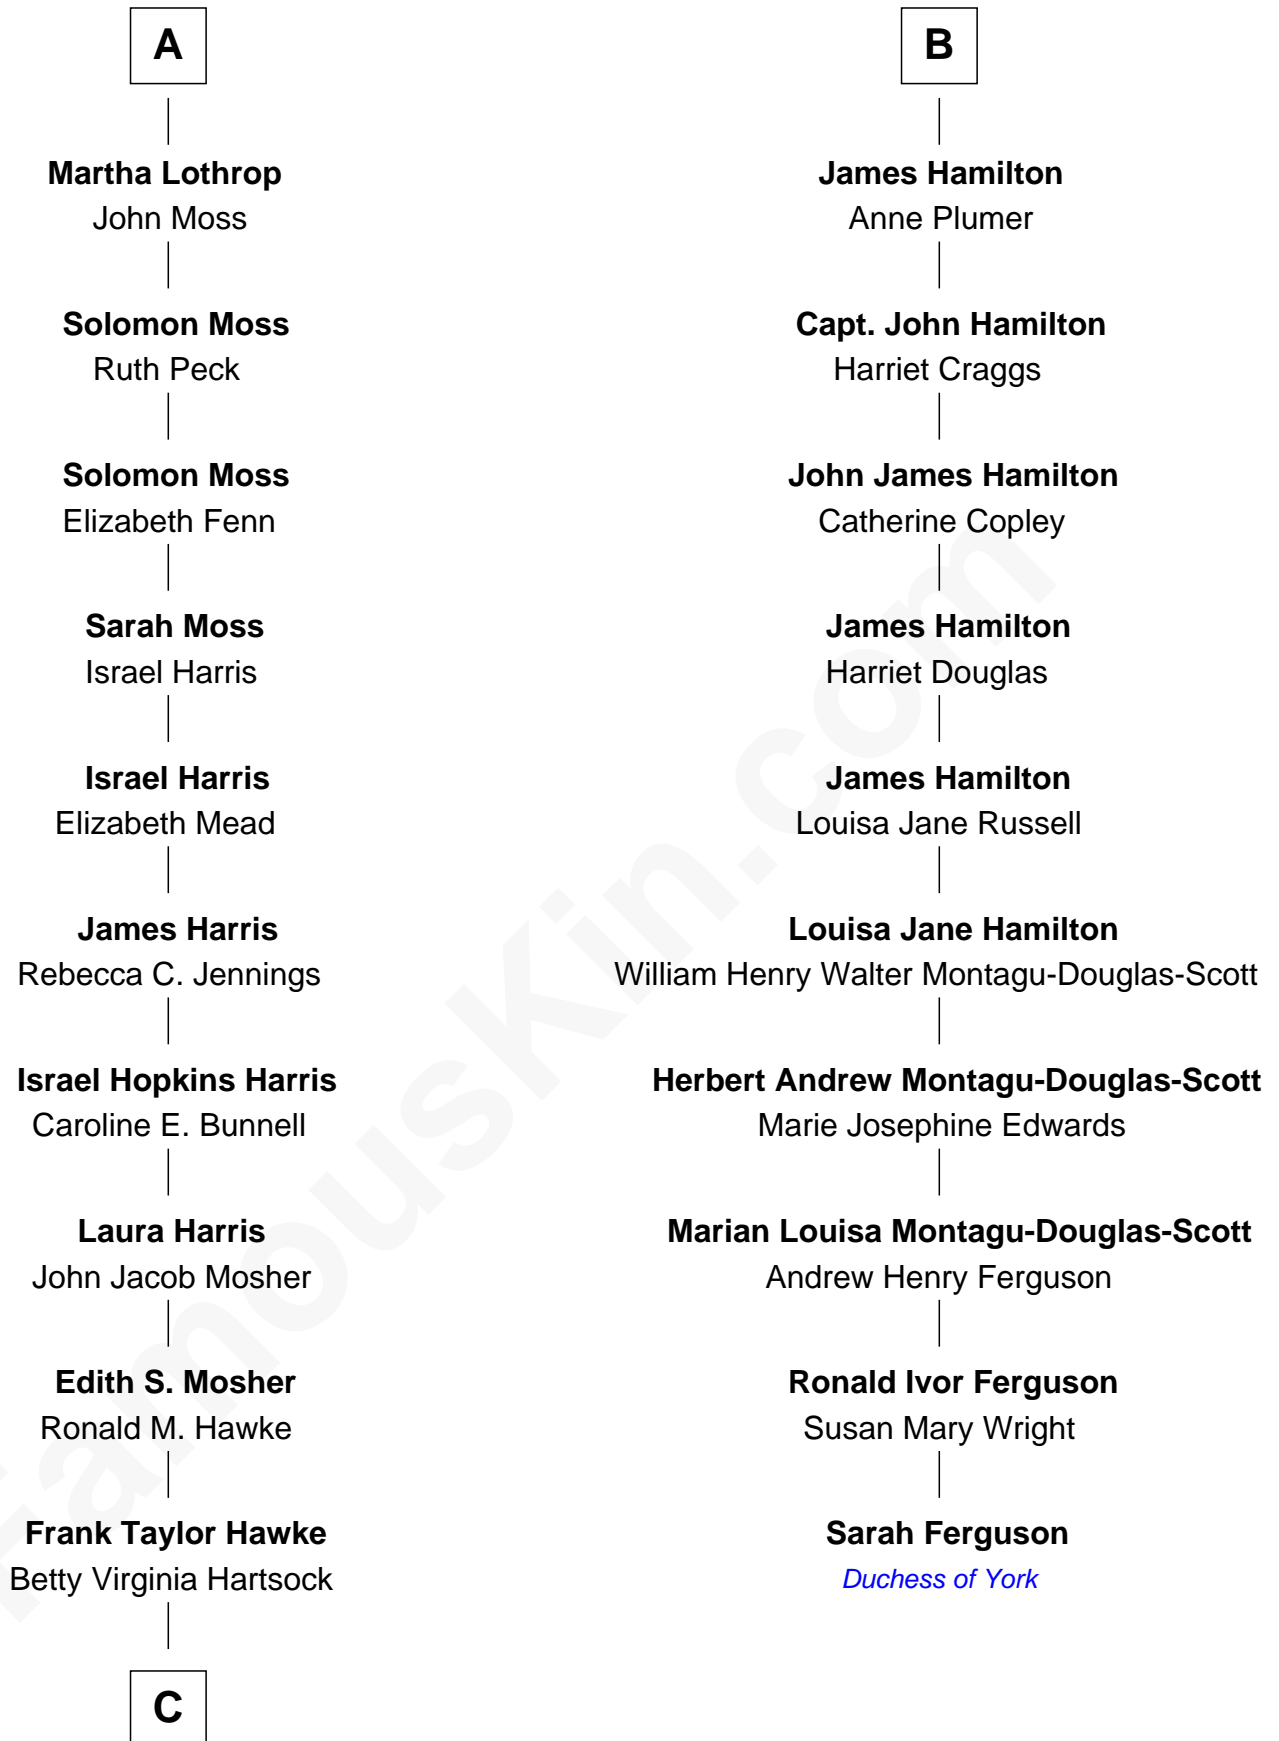 A
Martha Lothrop
John Moss
Solomon Moss
Ruth Peck
Solomon Moss
Elizabeth Fenn
Sarah Moss
Israel Harris
Israel Harris
Elizabeth Mead
James Harris
Rebecca C. Jennings
Israel Hopkins Harris
Caroline E. Bunnell
Laura Harris
John Jacob Mosher
Edith S. Mosher
Ronald M. Hawke
Frank Taylor Hawke
Betty Virginia Hartsock
C
B
James Hamilton
Anne Plumer
Capt. John Hamilton
Harriet Craggs
John James Hamilton
Catherine Copley
James Hamilton
Harriet Douglas
James Hamilton
Louisa Jane Russell
Louisa Jane Hamilton
William Henry Walter Montagu-Douglas-Scott
Herbert Andrew Montagu-Douglas-Scott
Marie Josephine Edwards
Marian Louisa Montagu-Douglas-Scott
Andrew Henry Ferguson
Ronald Ivor Ferguson
Susan Mary Wright
Sarah Ferguson
Duchess of York
FamousKin.com